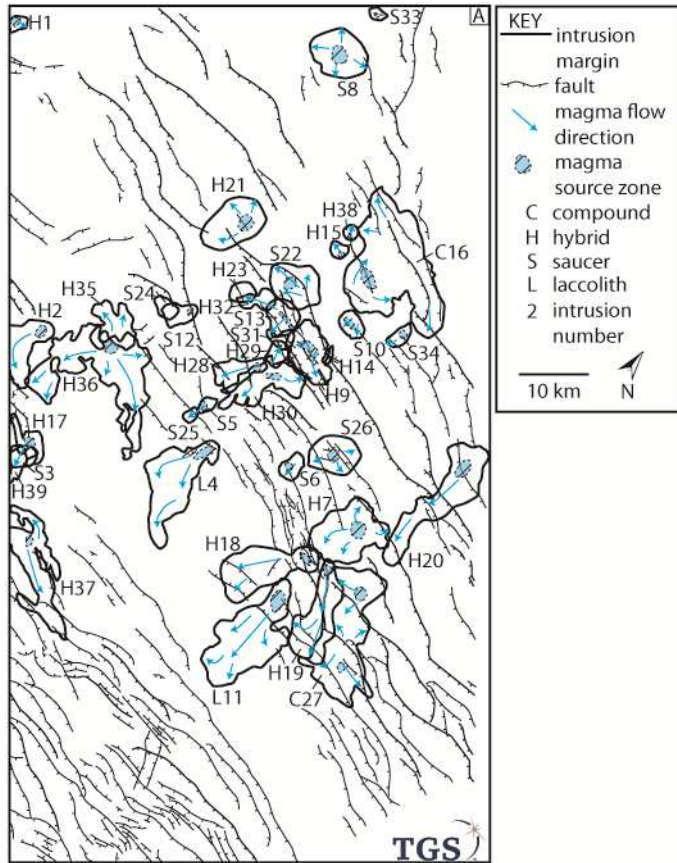 A
H1
S33
S8
H21
H38
H15
C16
H23
S22
H35
S24
H32
H2
S13
S31
S12
H29
S10
S34
H28
H14
H36
H9
H30
S5
H17
S25
S26
S3
L4
S6
H39
H7
H18
H20
H37
H19
L11
C27
TGS
KEY
intrusion
margin
fault
magma flow
direction
magma
source zone
C compound
H hybrid
S saucer
L laccolith
2 intrusion
number
10 km
N